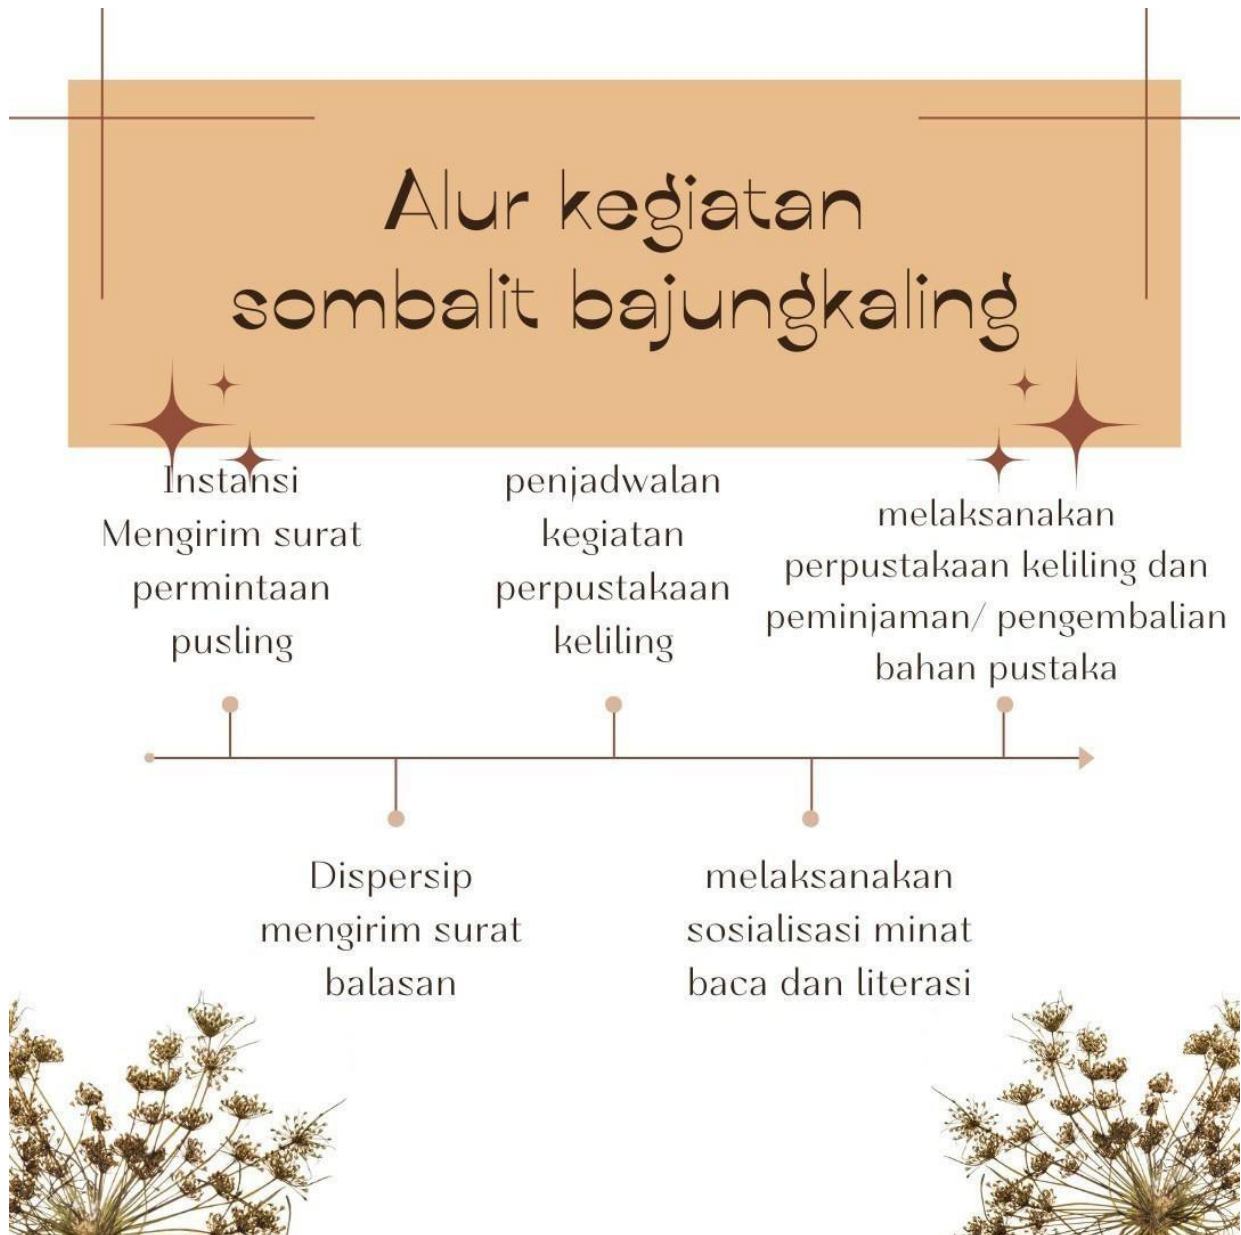 Alur kegiatan
sombalit bajungkaling
Instansi
Mengirim surat
permintaan
pusling
Dispersip
mengirim surat
balasan
penjadwalan
kegiatan
perpustakaan
keliling
melaksanakan
sosialisasi minat
baca dan literasi
melaksanakan
perpustakaan keliling dan
peminjaman/ pengembalian
bahan pustaka